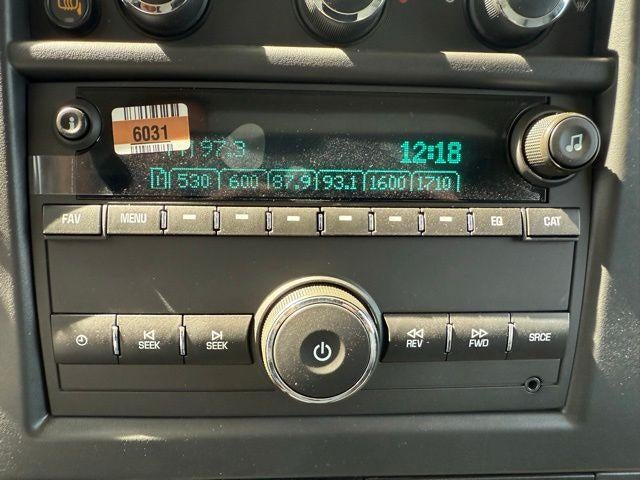 6031
97.3
12:18
530 600 87.9 93.1 1600 1710
FAV MENU EQ CAT
SEEK SEEK REV FWD SRCE